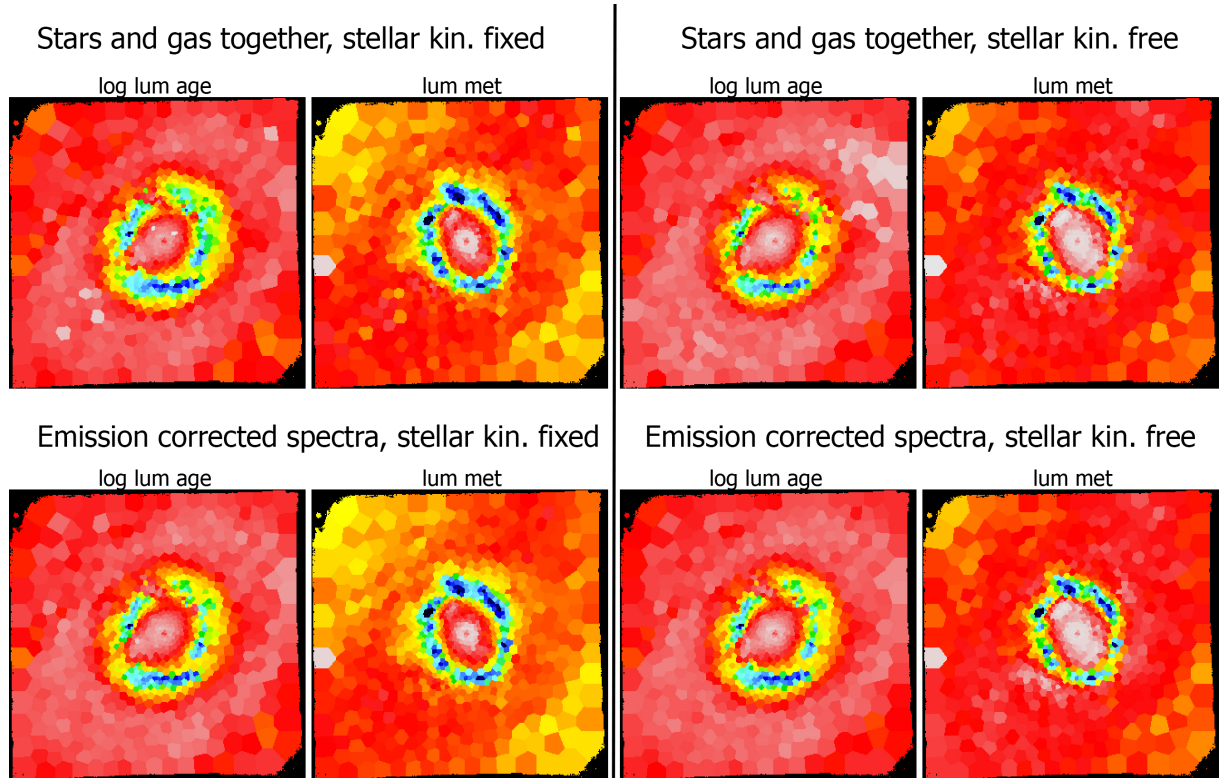 Stars and gas together, stellar kin. fixed
log lum age
lum met
Stars and gas together, stellar kin. free
log lum age
lum met
Emission corrected spectra, stellar kin. fixed
log lum age
lum met
Emission corrected spectra, stellar kin. free
log lum age
lum met